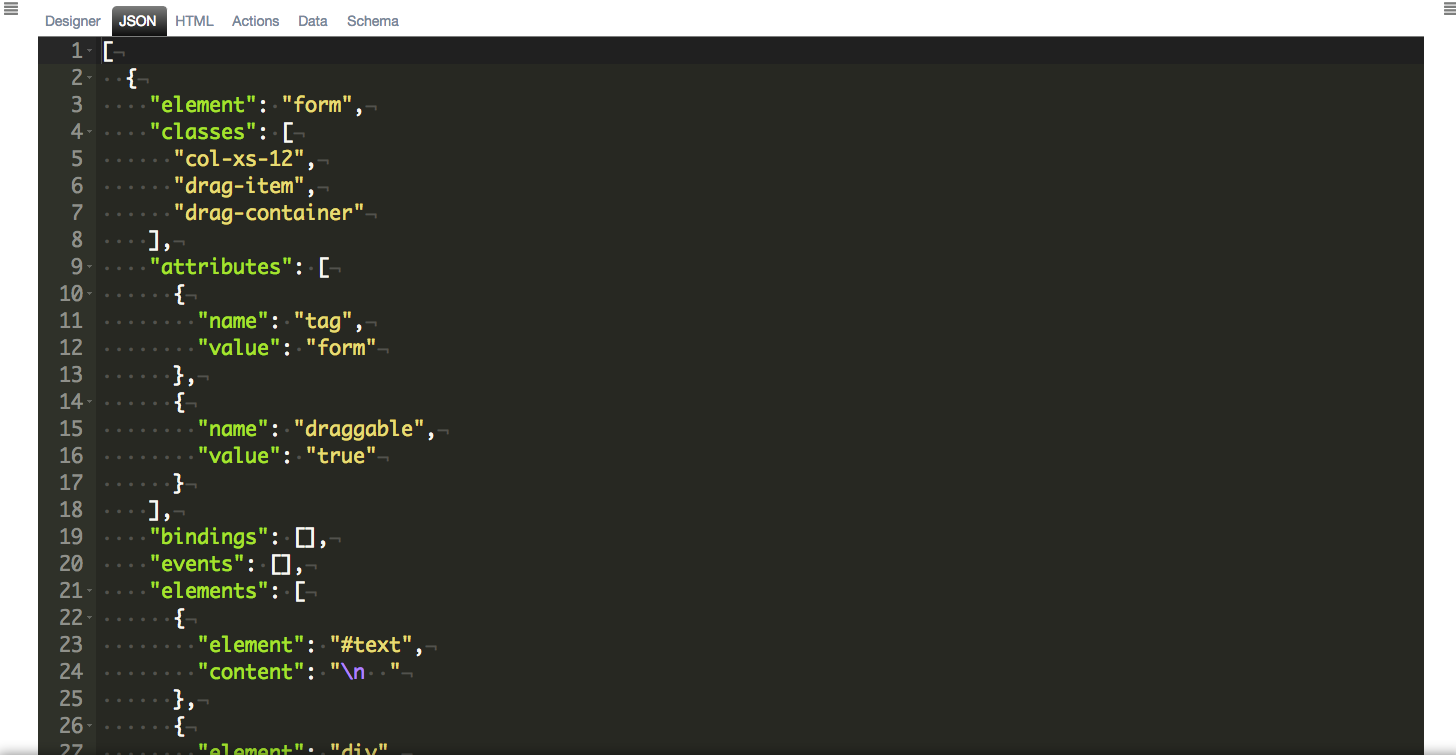 Designer JSON HTML Actions Data Schema
1 [
2 {
3 "element": "form",
4 "classes": [
5 "col-xs-12",
6 "drag-item",
7 "drag-container"
8 ],
9 "attributes": [
10 {
11 "name": "tag",
12 "value": "form"
13 },
14 {
15 "name": "draggable",
16 "value": "true"
17 }
18 ],
19 "bindings": [],
20 "events": [],
21 "elements": [
22 {
23 "element": "#text",
24 "content": "\n  "
25 },
26 {
27 "element": "div"